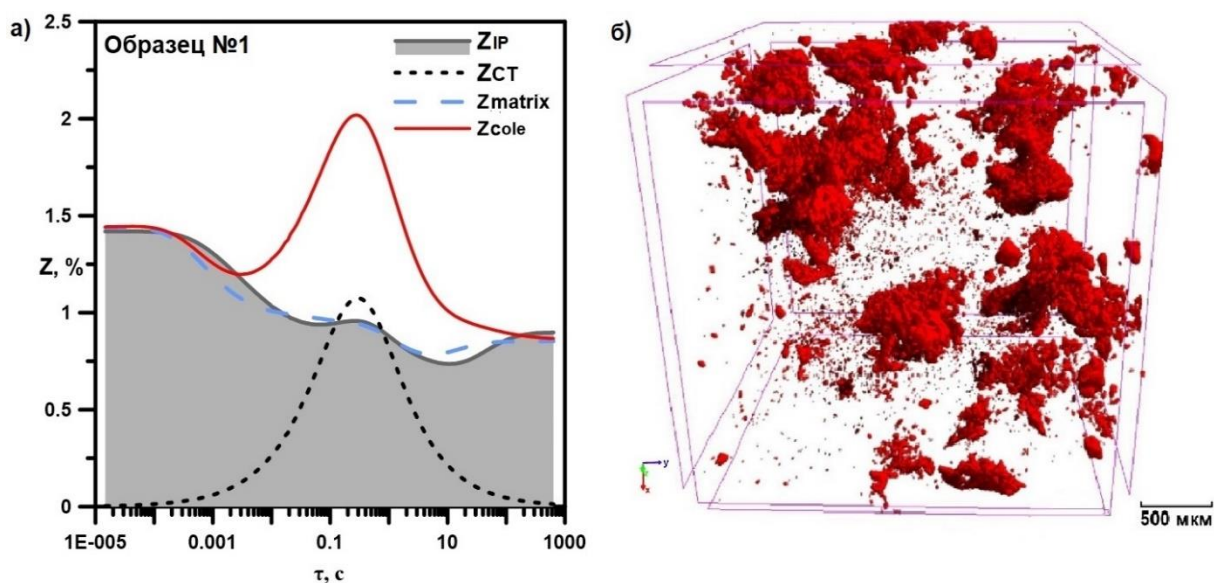 а)
Образец №1
ZIP
ZCT
Zmatrix
Zcole
2.5
2
1.5
Z, %
1
0.5
0
1E-005
0.001
0.1
10
1000
τ, с
б)
y
x
500 мкм